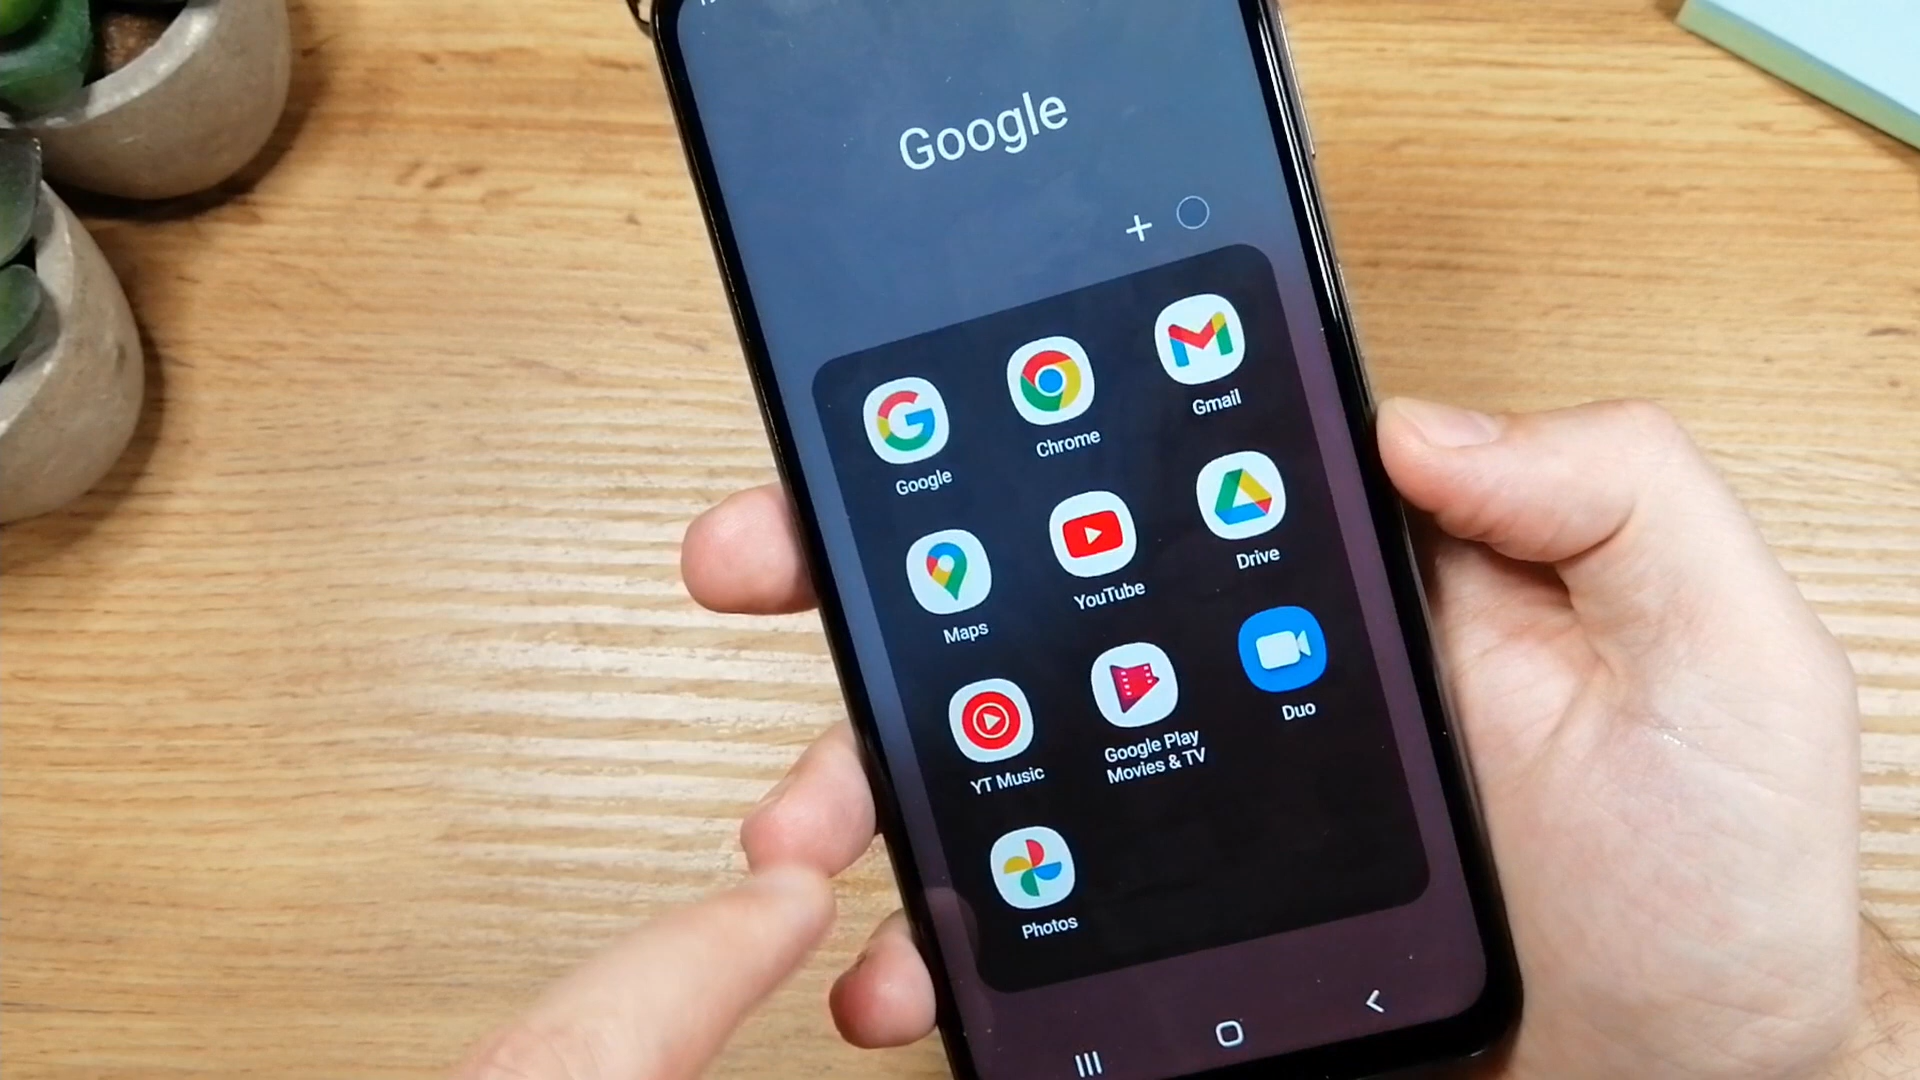 Google
Google
Chrome
Gmail
Maps
YouTube
Drive
YT Music
Google Play
Movies & TV
Duo
Photos